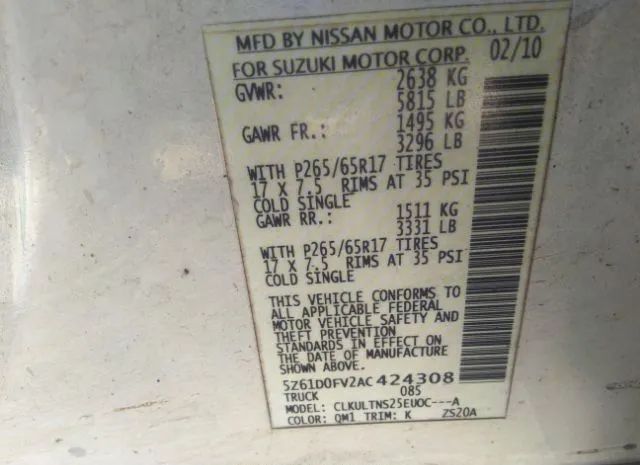 MFD BY NISSAN MOTOR CO., LTD.
FOR SUZUKI MOTOR CORP. 02/10
GVWR: 2638 KG
5815 LB
GAWR FR.: 1495 KG
3296 LB
WITH P265/65R17 TIRES
17 X 7.5 RIMS AT 35 PSI
COLD SINGLE
GAWR RR.: 1511 KG
3331 LB
WITH P265/65R17 TIRES
17 X 7.5 RIMS AT 35 PSI
COLD SINGLE
THIS VEHICLE CONFORMS TO
ALL APPLICABLE FEDERAL
MOTOR VEHICLE SAFETY AND
THEFT PREVENTION
STANDARDS IN EFFECT ON
THE DATE OF MANUFACTURE
SHOWN ABOVE.
5Z61D0FV2AC424308
TRUCK 085
MODEL: CLKULTNS25EUOC---A
COLOR: QM1 TRIM: K ZS20A